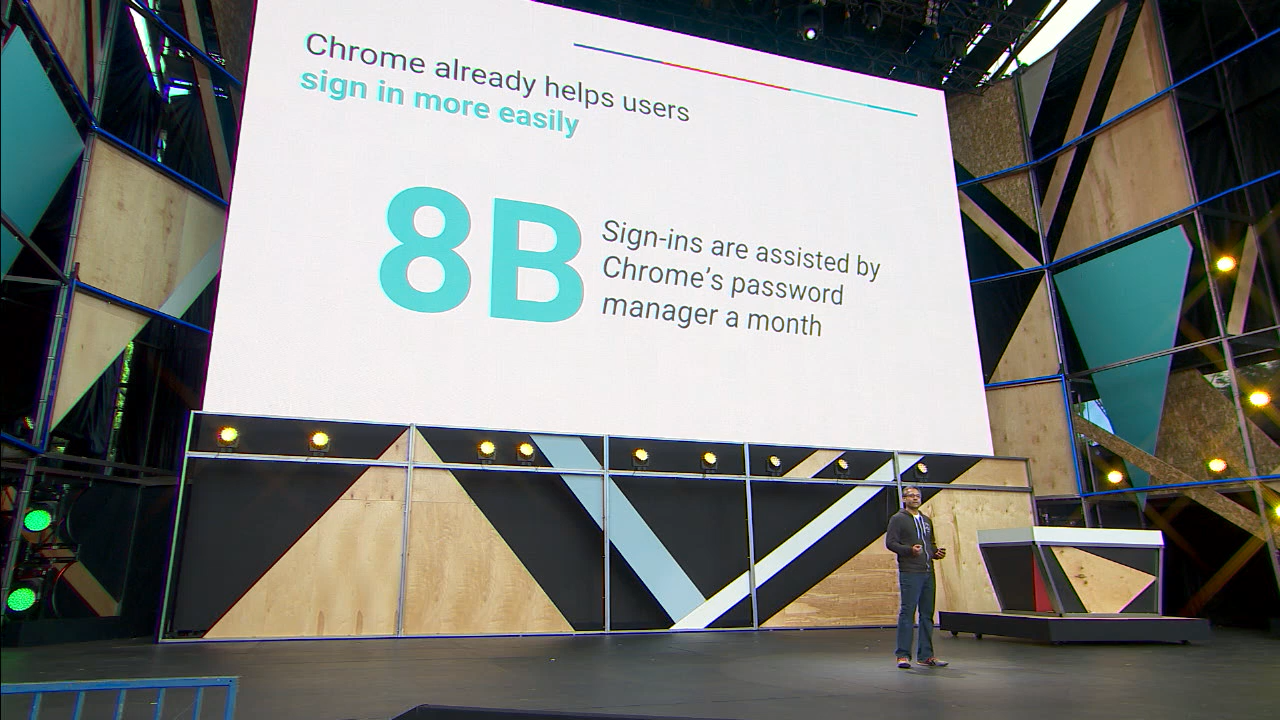 Chrome already helps users
sign in more easily
8B
Sign-ins are assisted by
Chrome’s password
manager a month